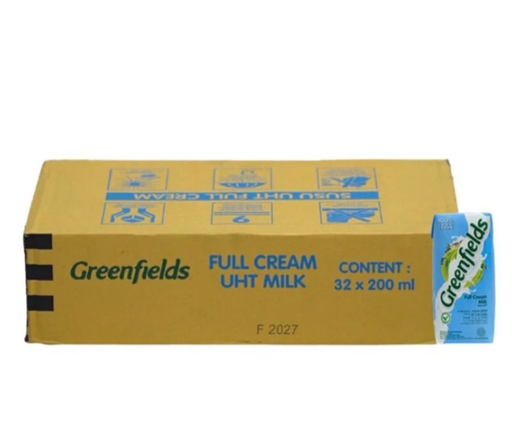 SUSU UHT FULL CREAM
Greenfields
FULL CREAM
UHT MILK
CONTENT :
32 x 200 ml
F 2027
Greenfields
Full Cream
Milk